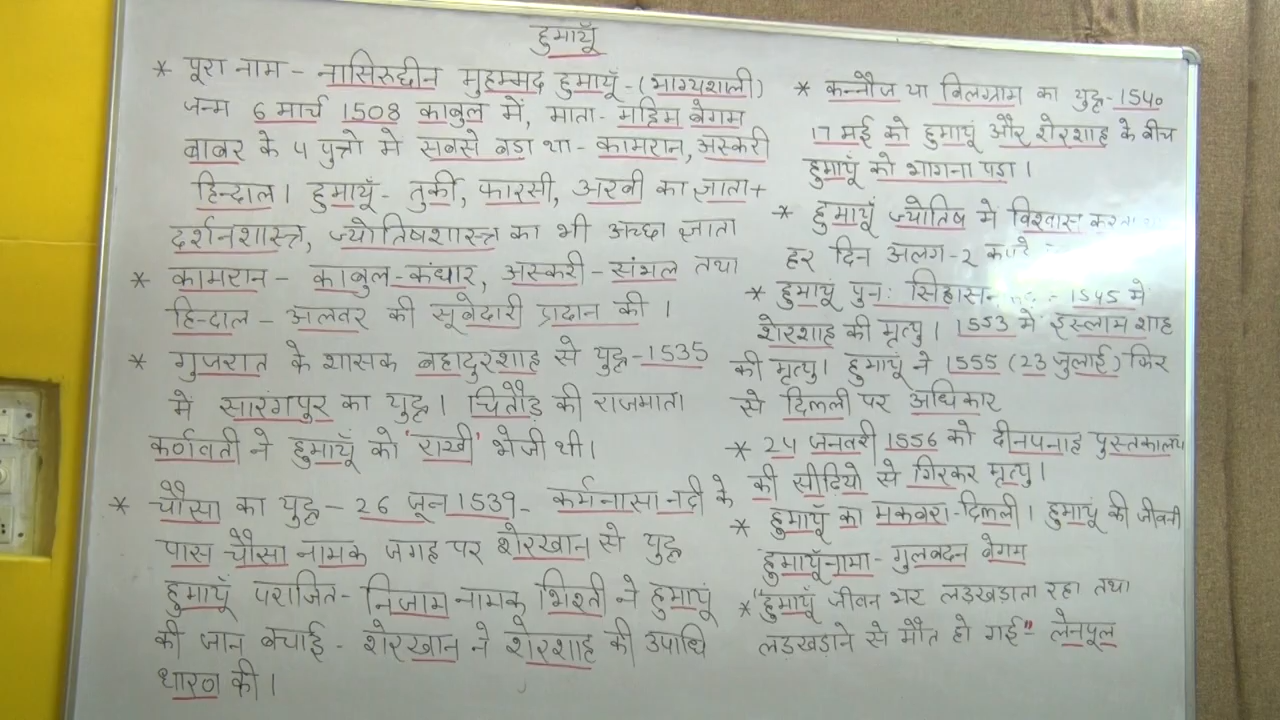 हुमायूँ
* पूरा नाम - नासिरुद्दीन मुहम्मद हुमायूँ - (भाग्यशाली)
जन्म 6 मार्च 1508 काबुल में, माता - महिम बेगम
बाबर के 4 पुत्रो मे सबसे बडा था - कामरान, अस्करी
हिन्दाल। हुमायूँ - तुर्की, फारसी, अरबी का ज्ञाता +
दर्शनशास्त्र, ज्योतिषशास्त्र का भी अच्छा ज्ञाता
* कामरान - काबुल-कंधार, अस्करी - संभल तथा
हिन्दाल - अलवर की सूबेदारी प्रदान की ।
* गुजरात के शासक बहादुरशाह से युद्ध - 1535
में सारंगपुर का युद्ध। चितौड़ की राजमाता
कर्णवती ने हुमायूँ को 'राखी' भेजी थी।
* चौसा का युद्ध - 26 जून 1539 - कर्मनासा नदी के
पास चौसा नामक जगह पर शेरखान से युद्ध
हुमायूँ पराजित - निजाम नामक भिश्ती ने हुमायूं
की जान बचाई - शेरखान ने शेरशाह की उपाधि
धारण की ।
* कन्नौज या बिलग्राम का युद्ध - 1540
17 मई को हुमायूं और शेरशाह के बीच
हुमायूँ को भागना पडा।
* हुमायूं ज्योतिष मे विश्वास करता
हर दिन अलग-2
* हुमायूं पुनः 1545 मे
शेरशाह की मृत्यु। 1553 मे इस्लाम शाह
की मृत्यु। हुमायूं ने 1555 (23 जुलाई) फिर
से दिल्ली पर अधिकार
* 24 जनवरी 1556 को दीनपनाह पुस्तकालय
की सीढियो से गिरकर मृत्यु।
* हुमायूँ का मकबरा - दिल्ली। हुमायूं की जीवनी
हुमायूँनामा - गुलबदन बेगम
* "हुमायूँ जीवन भर लडखडाता रहा तथा
लडखडाने से मौत हो गई" - लेनपूल